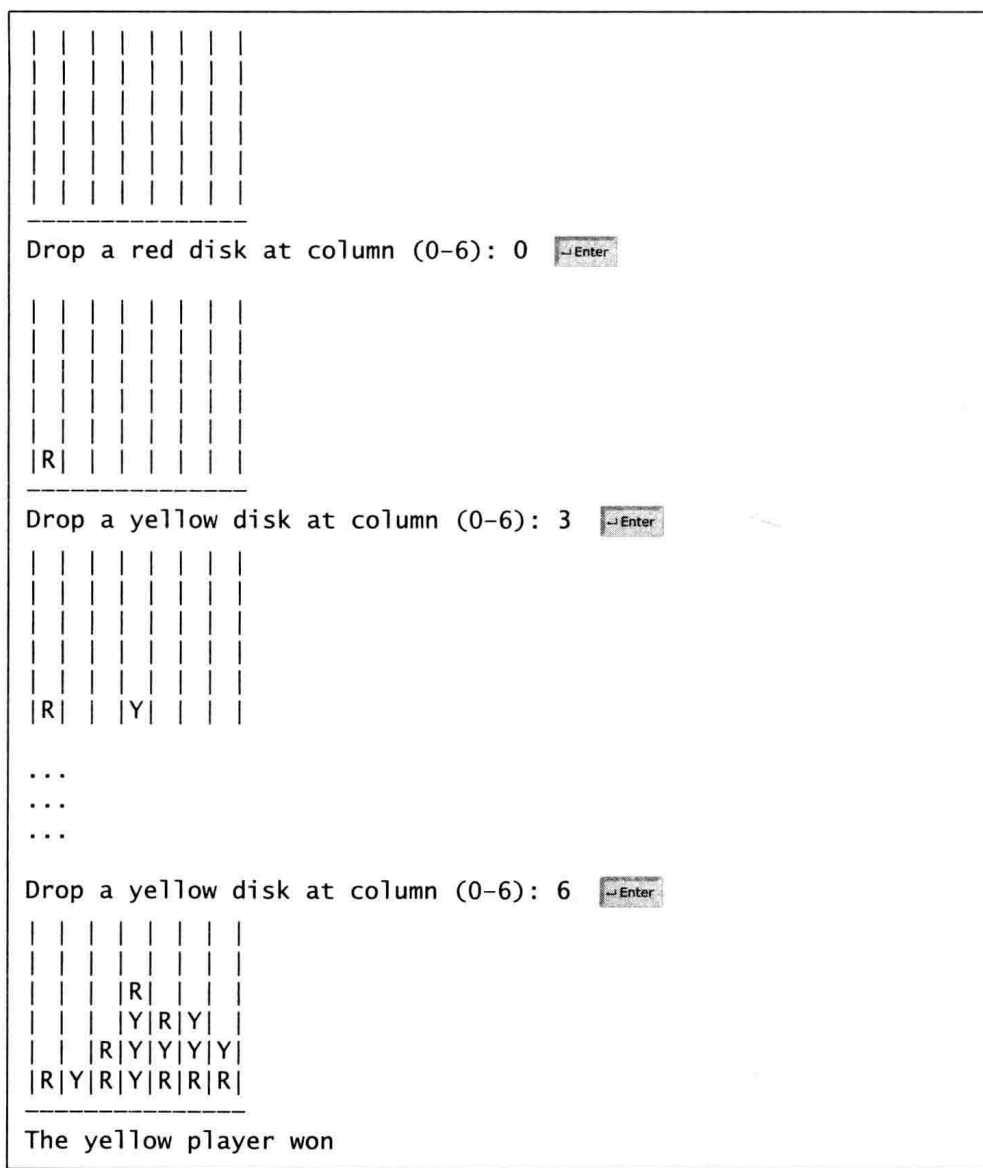 | | | | | | | |
| | | | | | | |
| | | | | | | |
| | | | | | | |
| | | | | | | |
| | | | | | | |
---------------
Drop a red disk at column (0-6): 0 ↵Enter
| | | | | | | |
| | | | | | | |
| | | | | | | |
| | | | | | | |
| | | | | | | |
|R| | | | | | |
---------------
Drop a yellow disk at column (0-6): 3 ↵Enter
| | | | | | | |
| | | | | | | |
| | | | | | | |
| | | | | | | |
| | | | | | | |
|R| | |Y| | | |
...
...
...
Drop a yellow disk at column (0-6): 6 ↵Enter
| | | | | | | |
| | | | | | | |
| | | |R| | | |
| | | |Y|R|Y| |
| | |R|Y|Y|Y|Y|
|R|Y|R|Y|R|R|R|
---------------
The yellow player won